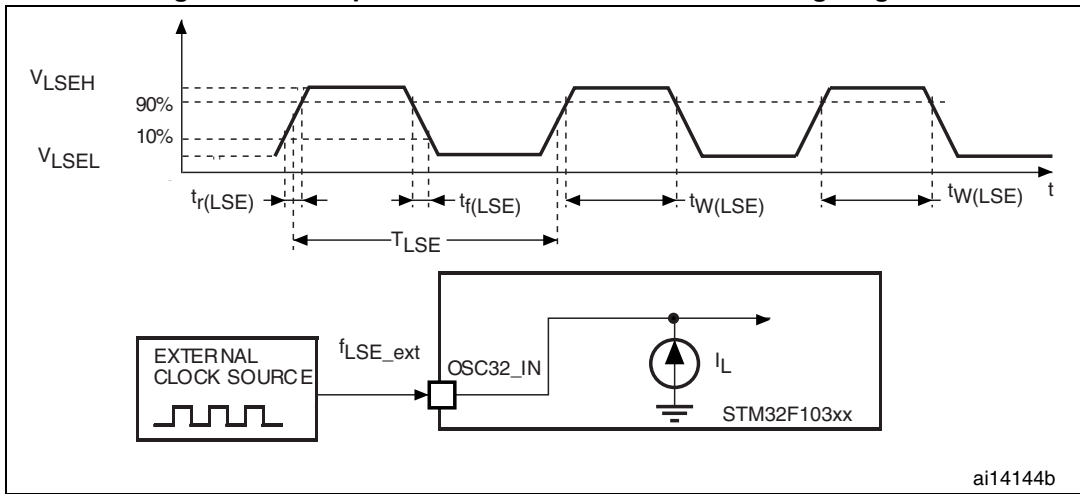 V_LSEH
90%
10%
V_LSEL
t_r(LSE)
t_f(LSE)
t_W(LSE)
t_W(LSE)
t
T_LSE
f_LSE_ext
EXTERNAL
CLOCK SOURCE
OSC32_IN
I_L
STM32F103xx
ai14144b